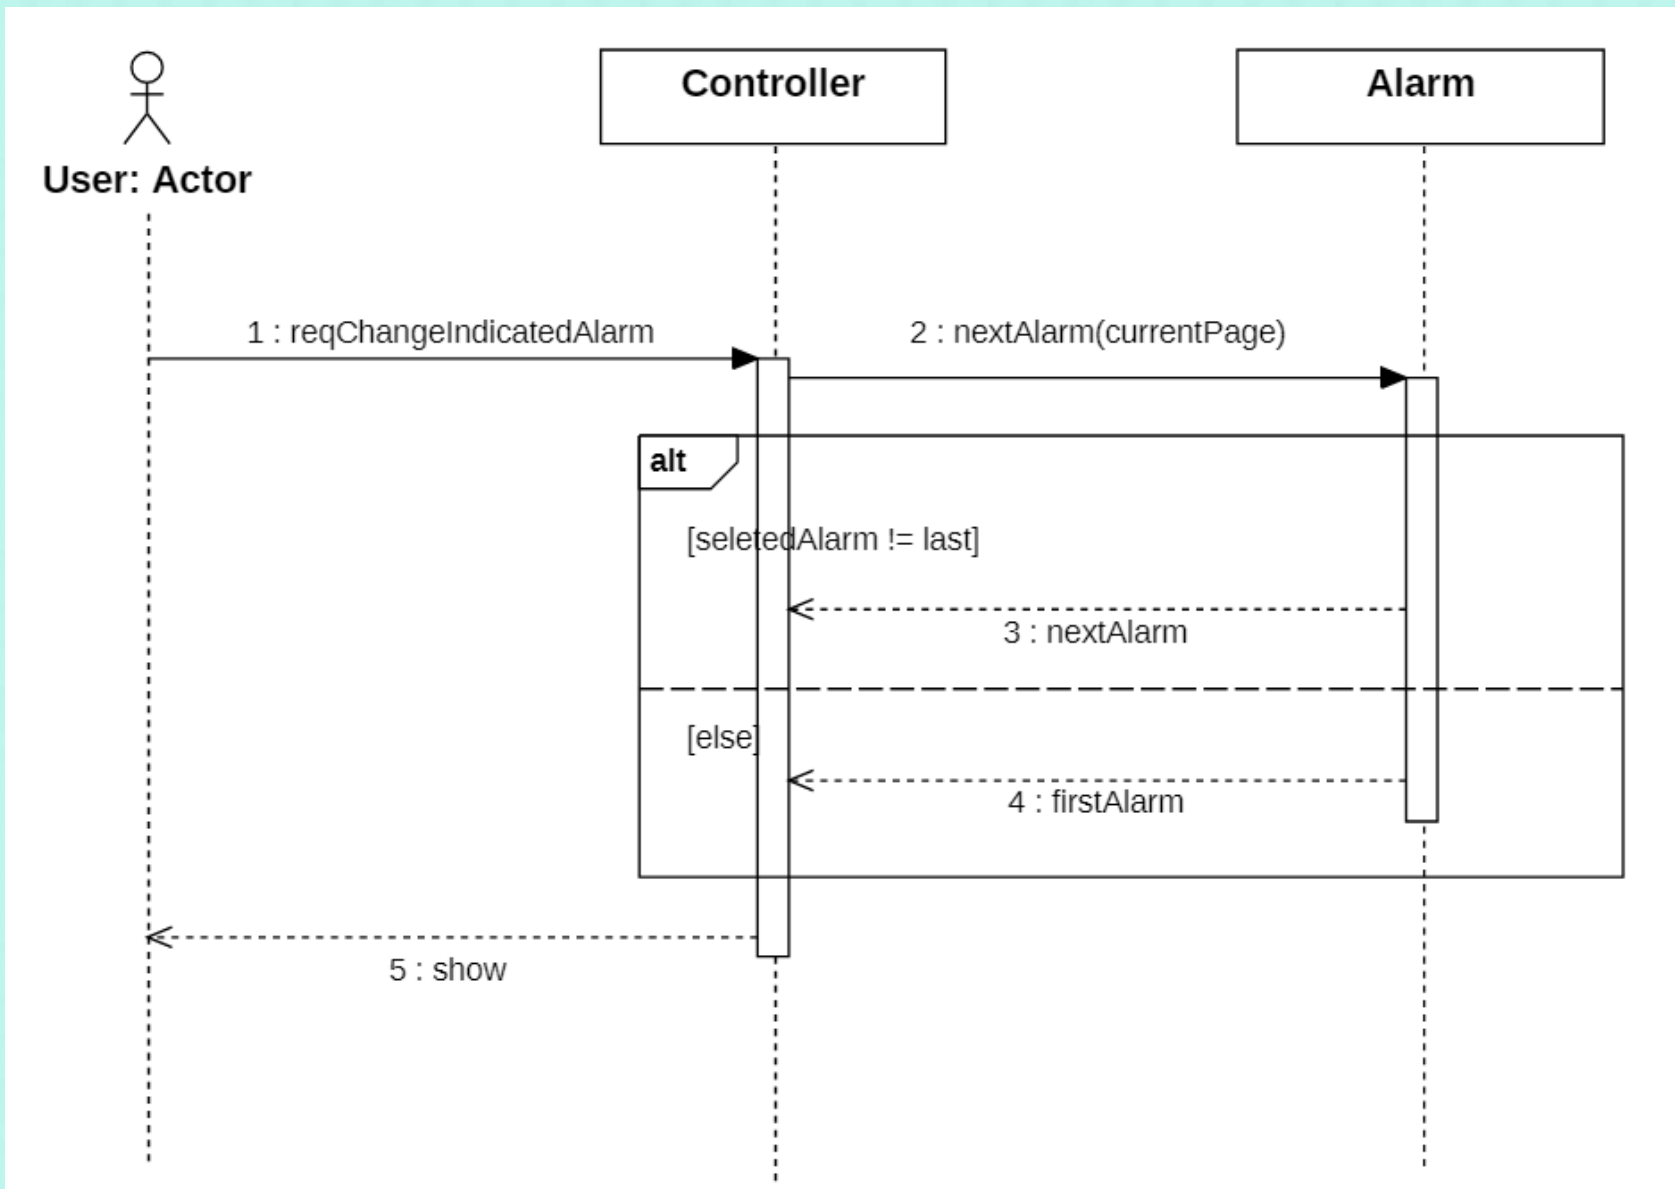 Controller
Alarm
User: Actor
1 : reqChangeIndicatedAlarm
2 : nextAlarm(currentPage)
alt
[seletedAlarm != last]
3 : nextAlarm
[else]
4 : firstAlarm
5 : show